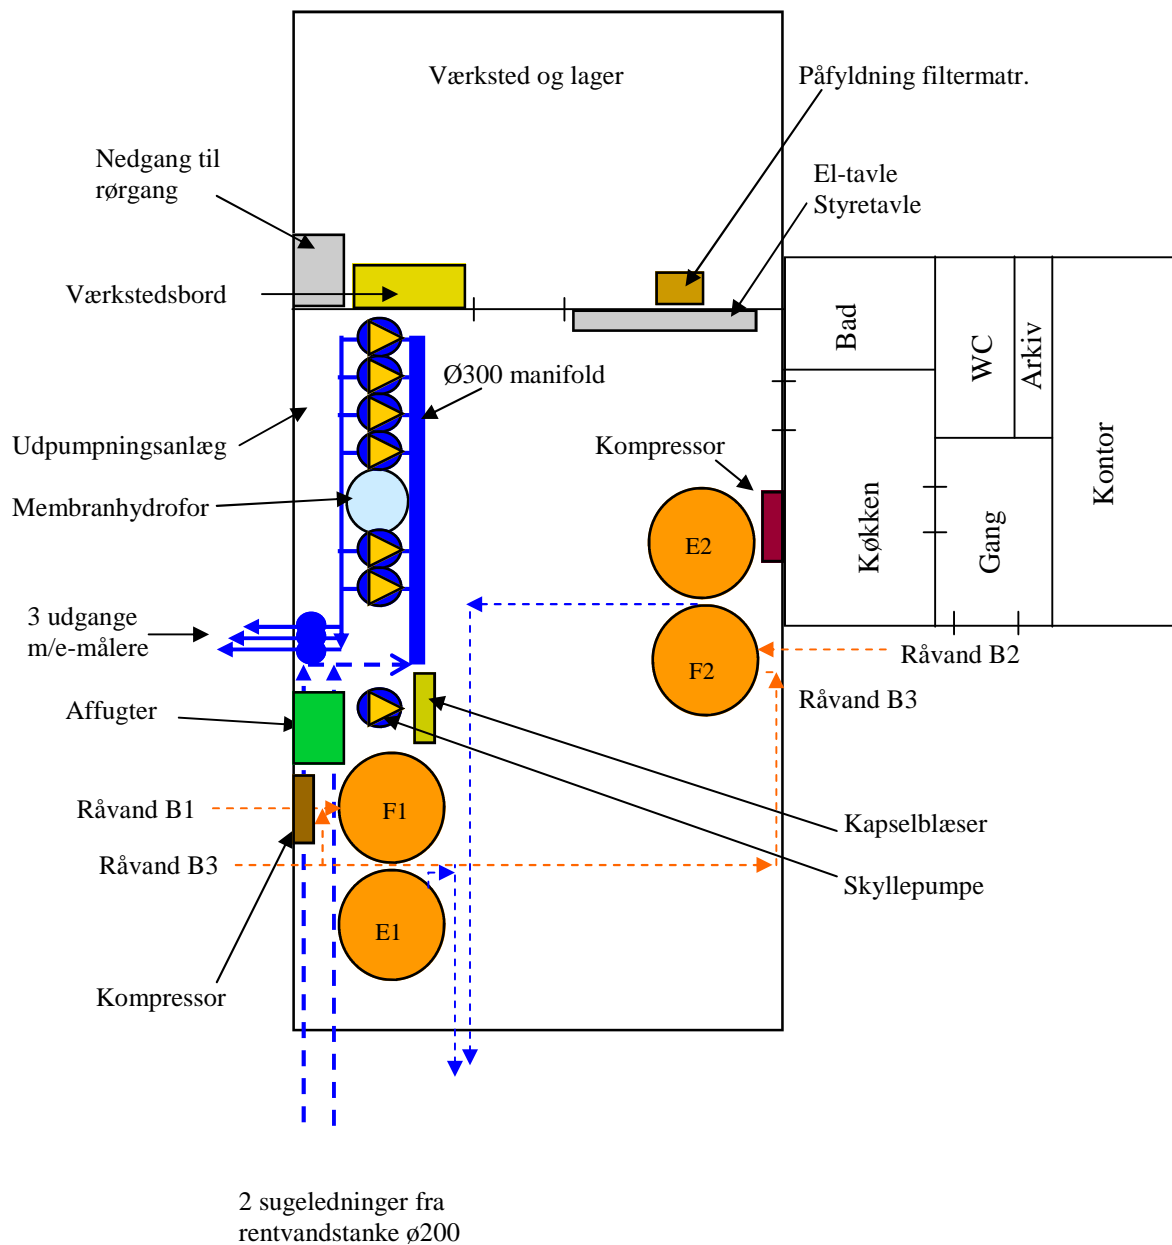 Værksted og lager
Påfyldning filtermatr.
Nedgang til
rørgang
El-tavle
Styretavle
Værkstedsbord
Bad
WC
Arkiv
Ø300 manifold
Udpumpningsanlæg
Kompressor
Kontor
Membranhydrofor
Køkken
Gang
E2
3 udgange
m/e-målere
F2
Råvand B2
Råvand B3
Affugter
Råvand B1
F1
Kapselblæser
Råvand B3
Skyllepumpe
E1
Kompressor
2 sugeledninger fra
rentvandstanke ø200